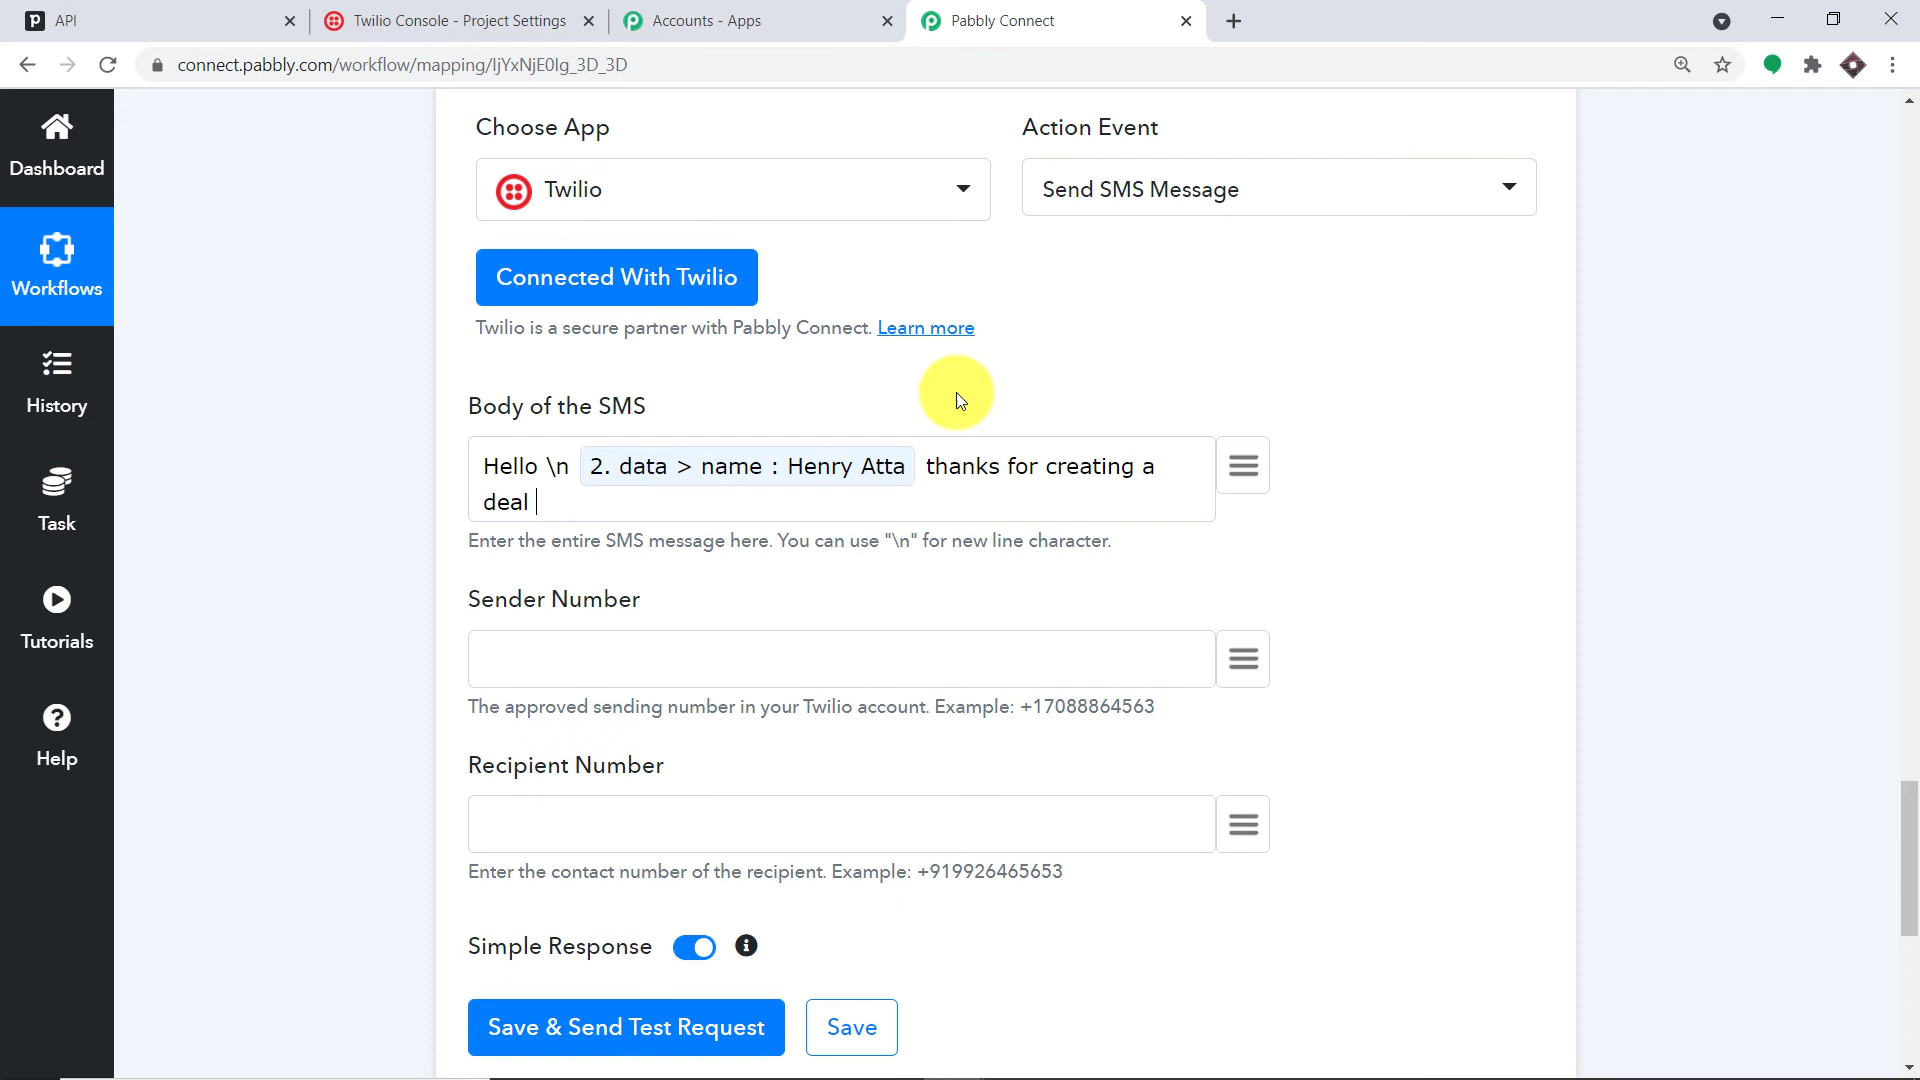 API
Twilio Console - Project Settings
Accounts - Apps
Pabbly Connect
connect.pabbly.com/workflow/mapping/IjYxNjE0Ig_3D_3D
Dashboard
Workflows
History
Task
Tutorials
Help
Choose App
Action Event
Twilio
Send SMS Message
Connected With Twilio
Twilio is a secure partner with Pabbly Connect. Learn more
Body of the SMS
Hello \n 2. data > name : Henry Atta thanks for creating a
deal
Enter the entire SMS message here. You can use "\n" for new line character.
Sender Number
The approved sending number in your Twilio account. Example: +17088864563
Recipient Number
Enter the contact number of the recipient. Example: +919926465653
Simple Response
Save & Send Test Request
Save